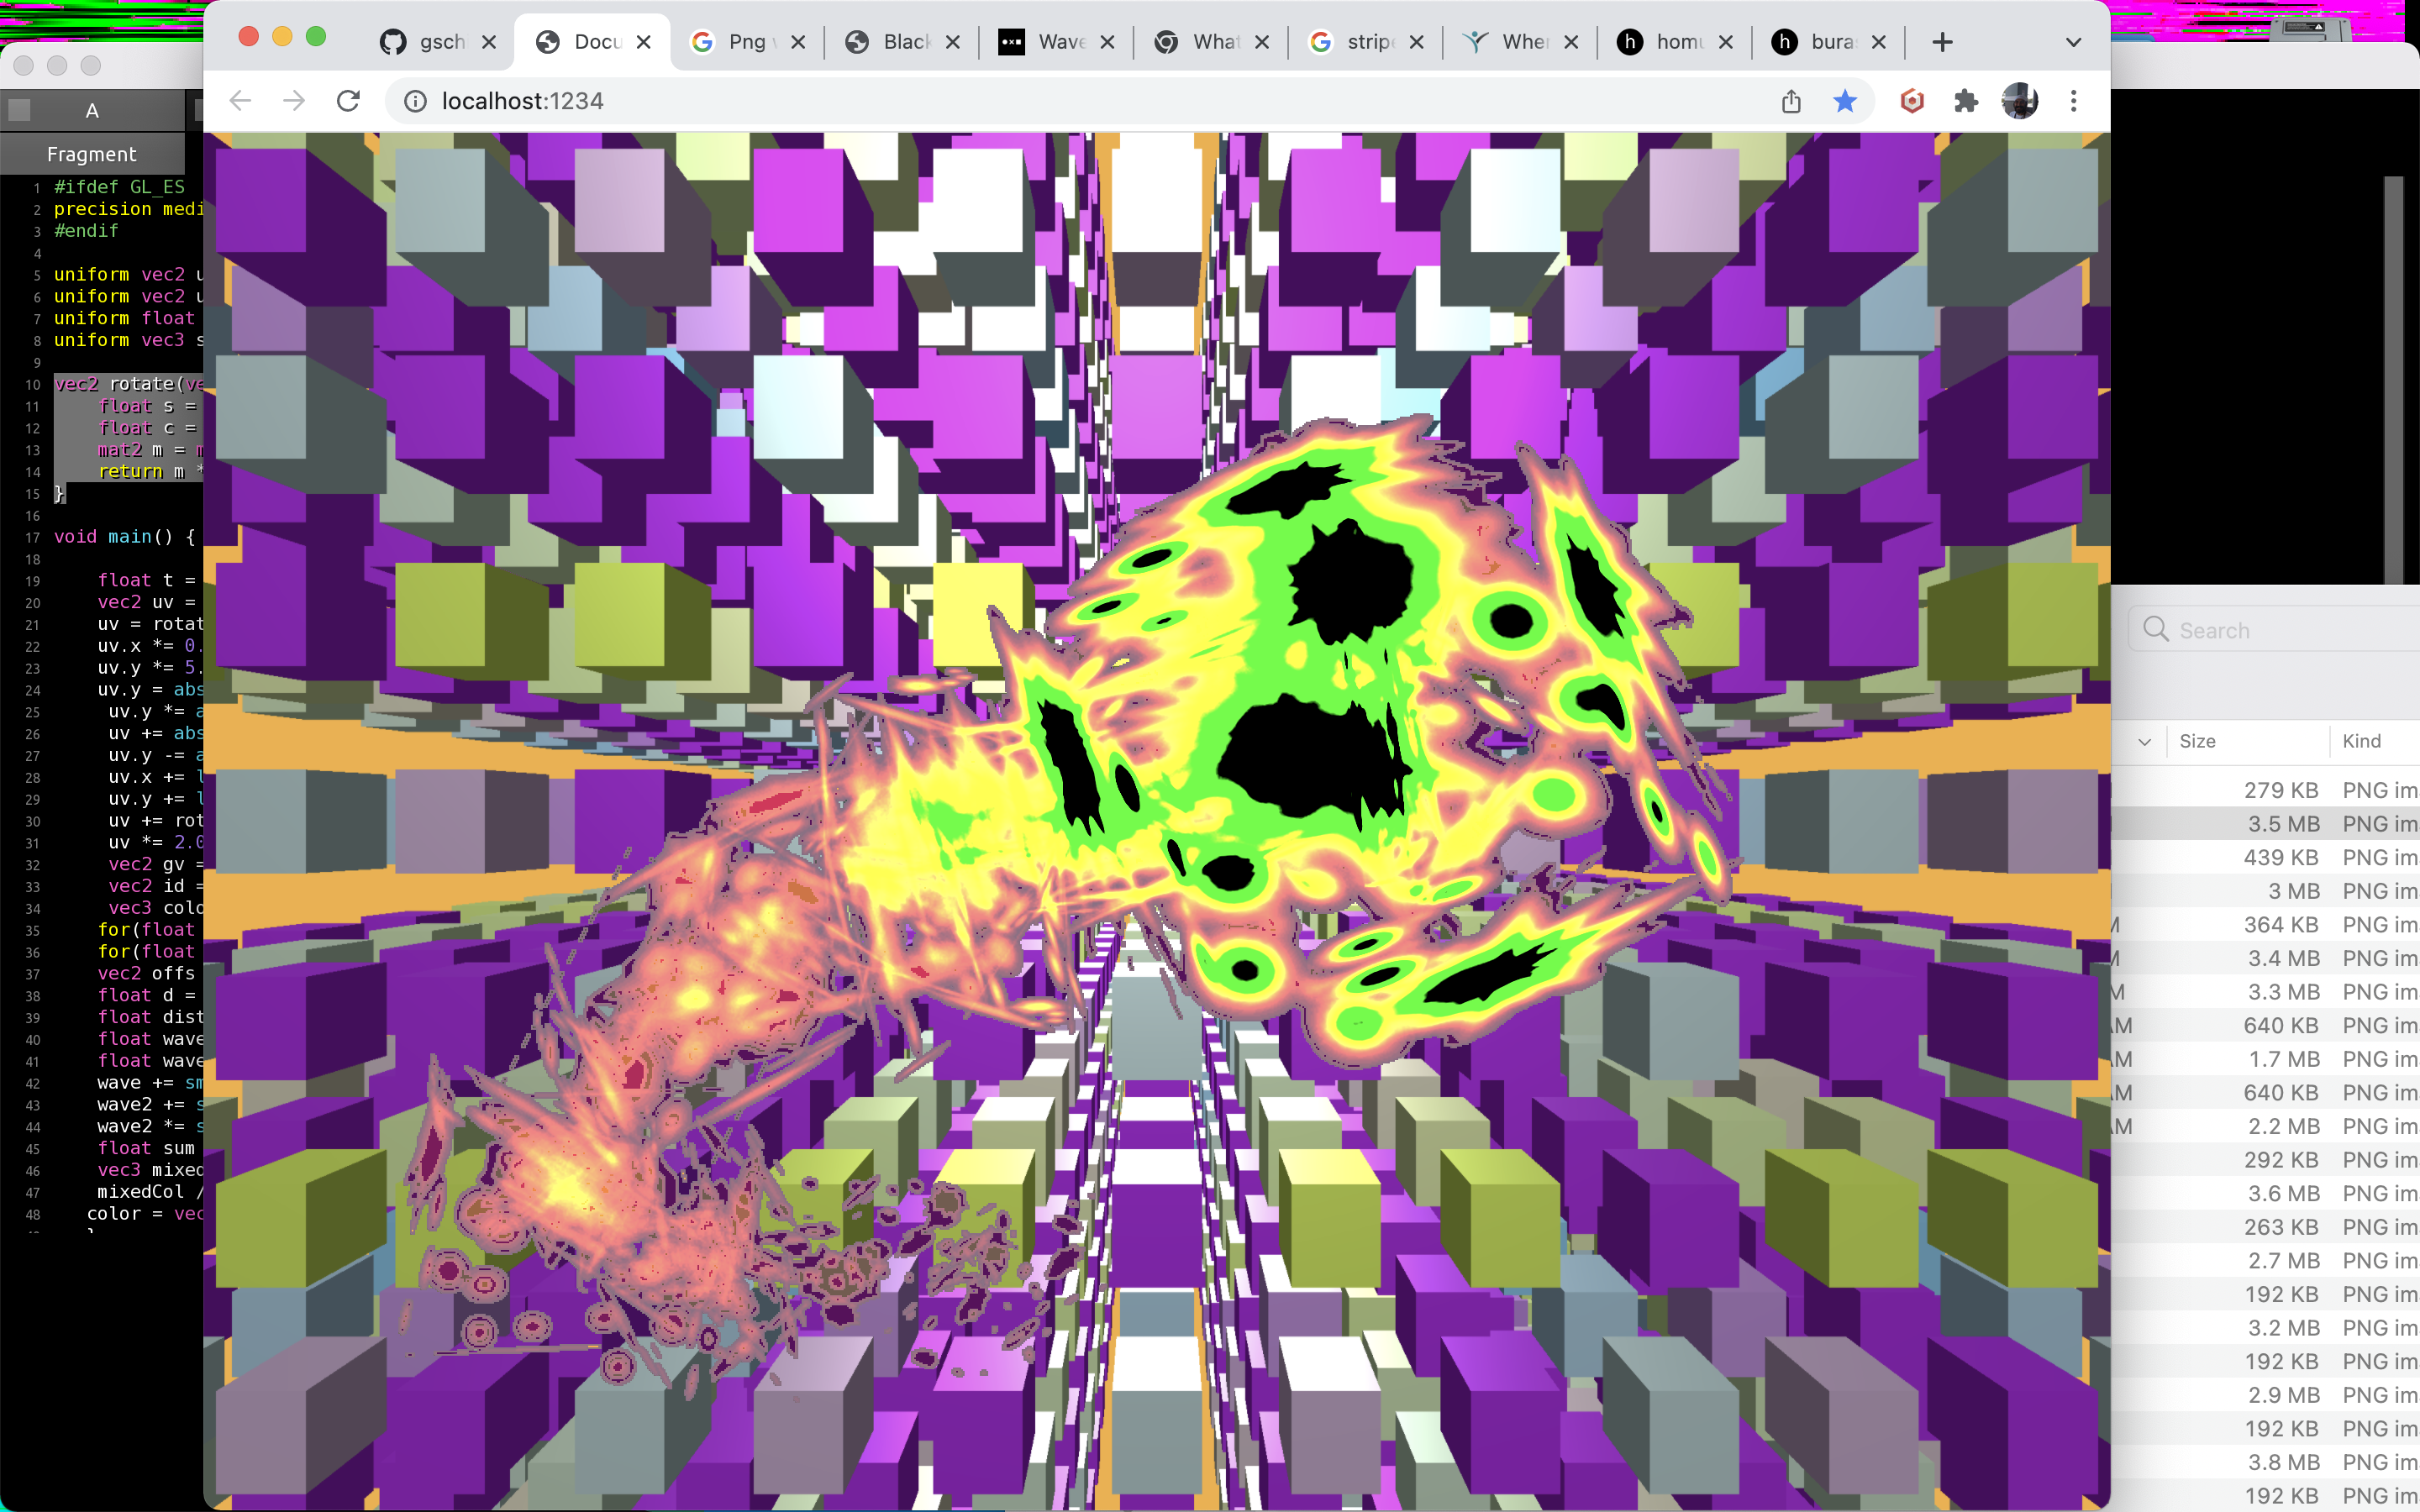 gsch
Docu
Png
Black
Wave
What
stripe
Wher
hom
bura
localhost:1234
A
Fragment
1 #ifdef GL_ES
2 precision medi
3 #endif
4
5 uniform vec2 u
6 uniform vec2 u
7 uniform float
8 uniform vec3 s
9
10 vec2 rotate(ve
11 float s =
12 float c =
13 mat2 m = m
14 return m *
15 }
16
17 void main() {
18
19 float t =
20 vec2 uv =
21 uv = rotat
22 uv.x *= 0.
23 uv.y *= 5.
24 uv.y = abs
25 uv.y *= a
26 uv += abs
27 uv.y -= a
28 uv.x += l
29 uv.y += l
30 uv += rot
31 uv *= 2.0
32 vec2 gv =
33 vec2 id =
34 vec3 colo
35 for(float
36 for(float
37 vec2 offs
38 float d =
39 float dist
40 float wave
41 float wave
42 wave += sm
43 wave2 += s
44 wave2 *= s
45 float sum
46 vec3 mixed
47 mixedCol /
48 color = vec
Search
Size Kind
279 KB PNG im
3.5 MB PNG im
439 KB PNG im
3 MB PNG im
M 364 KB PNG im
M 3.4 MB PNG im
M 3.3 MB PNG im
AM 640 KB PNG im
AM 1.7 MB PNG im
AM 640 KB PNG im
AM 2.2 MB PNG im
292 KB PNG im
3.6 MB PNG im
263 KB PNG im
2.7 MB PNG im
192 KB PNG im
3.2 MB PNG im
192 KB PNG im
2.9 MB PNG im
192 KB PNG im
3.8 MB PNG im
192 KB PNG im